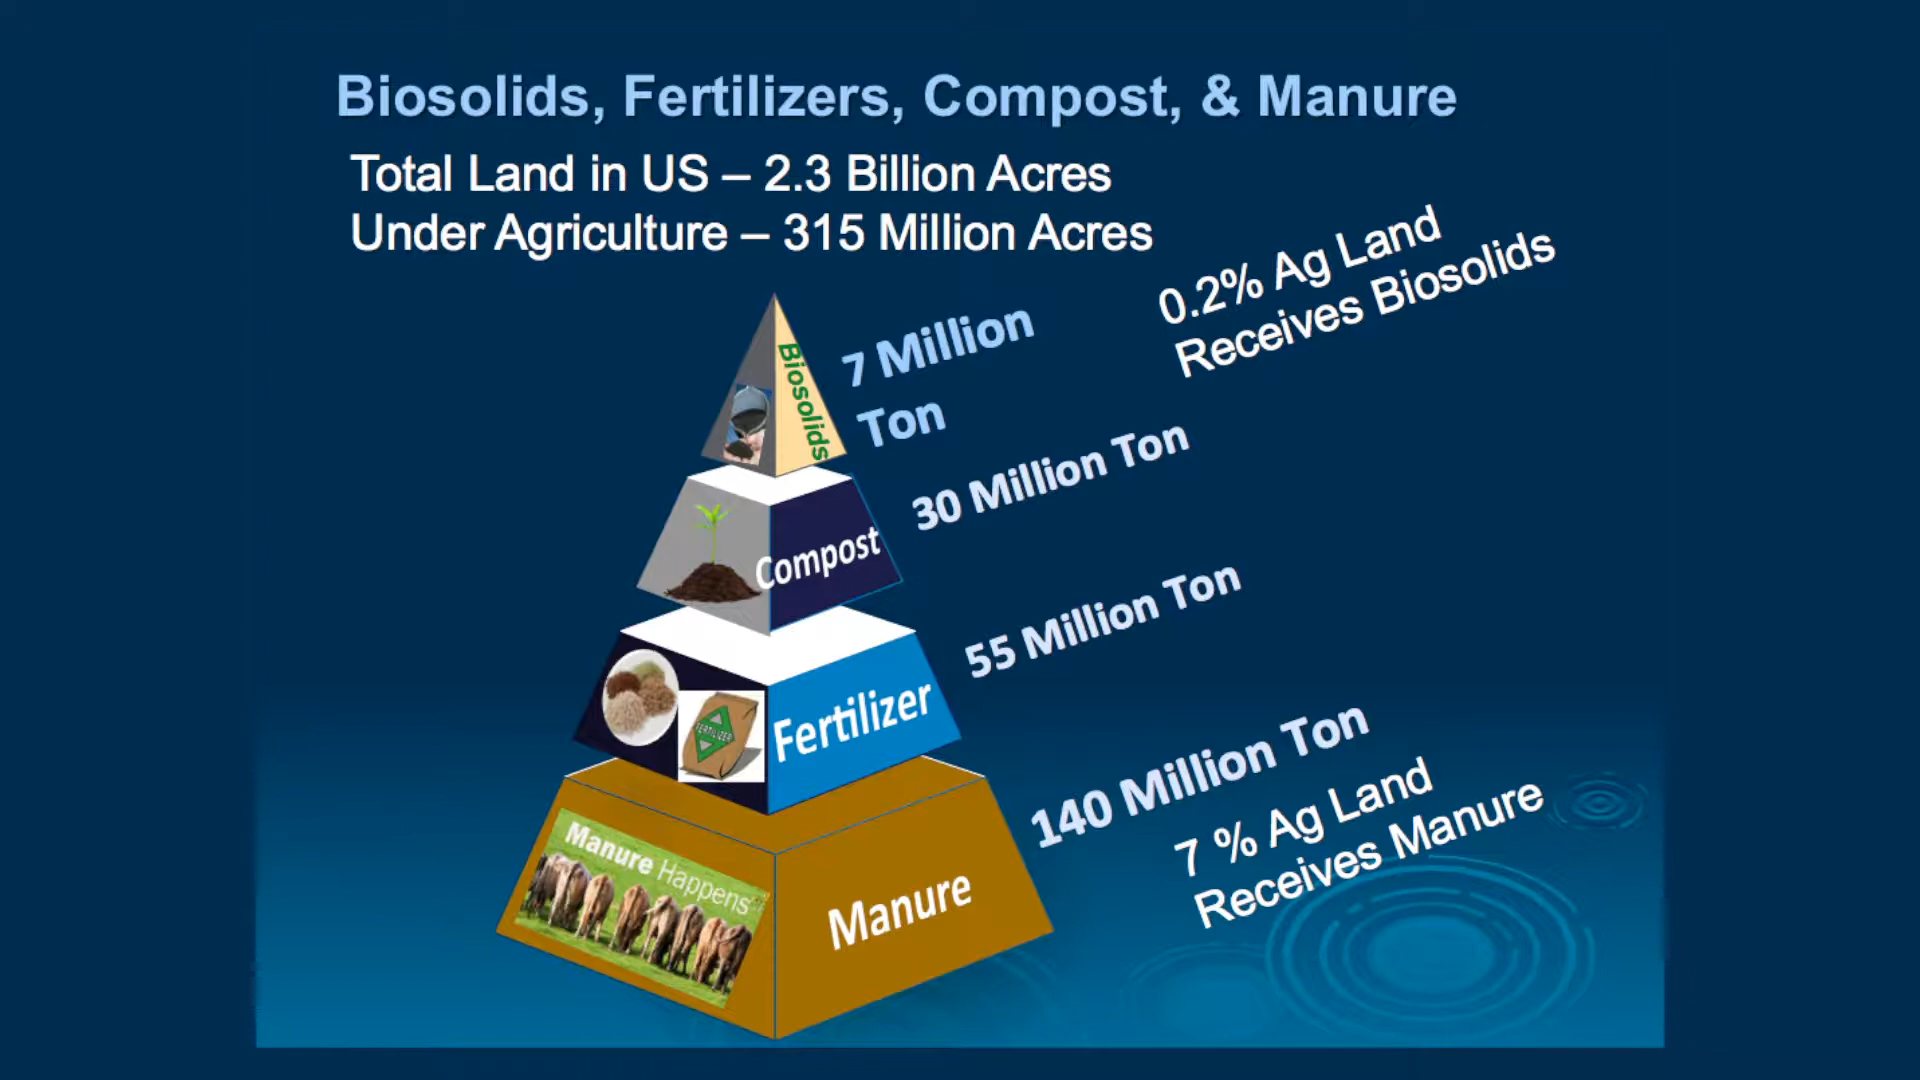 Biosolids, Fertilizers, Compost, & Manure
Total Land in US – 2.3 Billion Acres
Under Agriculture – 315 Million Acres
0.2% Ag Land
Receives Biosolids
Biosolids
7 Million
Ton
Compost
30 Million Ton
FERTILIZER
Fertilizer
55 Million Ton
Manure Happens
Manure
140 Million Ton
7 % Ag Land
Receives Manure